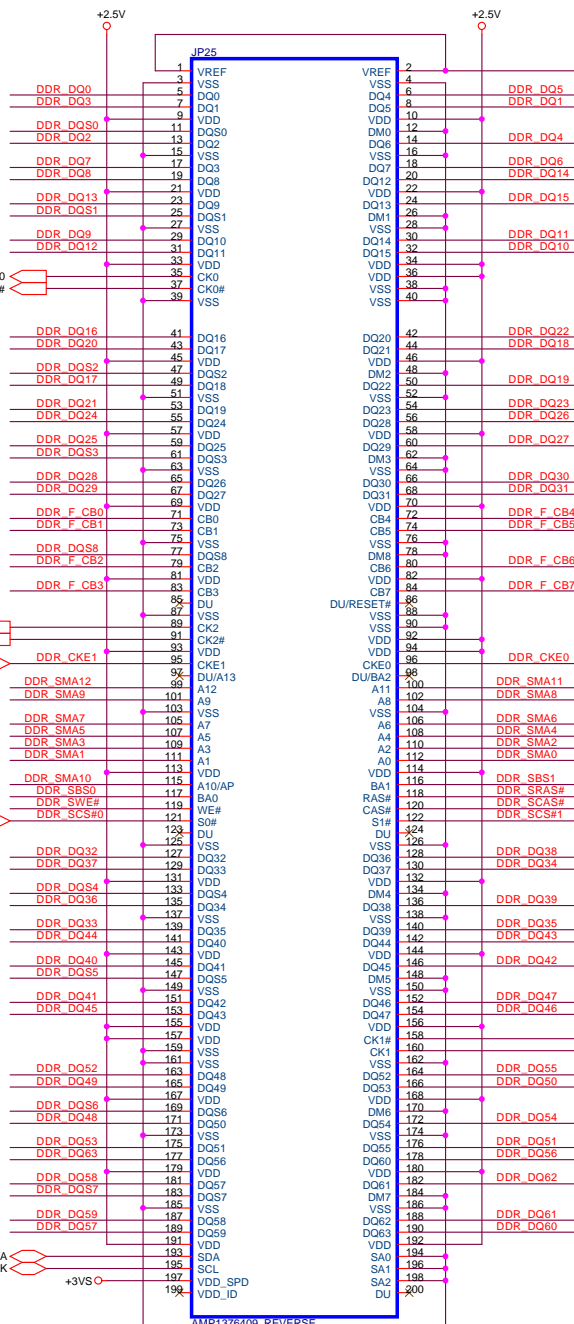 +2.5V +2.5V
JP25
1 VREF VREF 2
3 VSS VSS 4
DDR_DQ0 5 DQ0 DQ4 6 DDR_DQ5
DDR_DQ3 7 DQ1 DQ5 8 DDR_DQ1
9 VDD VDD 10
DDR_DQS0 11 DQS0 DM0 12
DDR_DQ2 13 DQ2 DQ6 14 DDR_DQ4
15 VSS VSS 16
DDR_DQ7 17 DQ3 DQ7 18 DDR_DQ6
DDR_DQ8 19 DQ8 DQ12 20 DDR_DQ14
21 VDD VDD 22
DDR_DQ13 23 DQ9 DQ13 24 DDR_DQ15
DDR_DQS1 25 DQS1 DM1 26
27 VSS VSS 28
DDR_DQ9 29 DQ10 DQ14 30 DDR_DQ11
DDR_DQ12 31 DQ11 DQ15 32 DDR_DQ10
33 VDD VDD 34
0 35 CK0 VDD 36
# 37 CK0# VSS 38
39 VSS VSS 40
DDR_DQ16 41 DQ16 DQ20 42 DDR_DQ22
DDR_DQ20 43 DQ17 DQ21 44 DDR_DQ18
45 VDD VDD 46
DDR_DQS2 47 DQS2 DM2 48
DDR_DQ17 49 DQ18 DQ22 50 DDR_DQ19
51 VSS VSS 52
DDR_DQ21 53 DQ19 DQ23 54 DDR_DQ23
DDR_DQ24 55 DQ24 DQ28 56 DDR_DQ26
57 VDD VDD 58
DDR_DQ25 59 DQ25 DQ29 60 DDR_DQ27
DDR_DQS3 61 DQS3 DM3 62
63 VSS VSS 64
DDR_DQ28 65 DQ26 DQ30 66 DDR_DQ30
DDR_DQ29 67 DQ27 DQ31 68 DDR_DQ31
69 VDD VDD 70
DDR_F_CB0 71 CB0 CB4 72 DDR_F_CB4
DDR_F_CB1 73 CB1 CB5 74 DDR_F_CB5
75 VSS VSS 76
DDR_DQS8 77 DQS8 DM8 78
DDR_F_CB2 79 CB2 CB6 80 DDR_F_CB6
81 VDD VDD 82
DDR_F_CB3 83 CB3 CB7 84 DDR_F_CB7
85 DU DU/RESET# 86
87 VSS VSS 88
89 CK2 VSS 90
91 CK2# VDD 92
93 VDD VDD 94
DDR_CKE1 95 CKE1 CKE0 96 DDR_CKE0
97 DU/A13 DU/BA2 98
DDR_SMA12 99 A12 A11 100 DDR_SMA11
DDR_SMA9 101 A9 A8 102 DDR_SMA8
103 VSS VSS 104
DDR_SMA7 105 A7 A6 106 DDR_SMA6
DDR_SMA5 107 A5 A4 108 DDR_SMA4
DDR_SMA3 109 A3 A2 110 DDR_SMA2
DDR_SMA1 111 A1 A0 112 DDR_SMA0
113 VDD VDD 114
DDR_SMA10 115 A10/AP BA1 116 DDR_SBS1
DDR_SBS0 117 BA0 RAS# 118 DDR_SRAS#
DDR_SWE# 119 WE# CAS# 120 DDR_SCAS#
DDR_SCS#0 121 S0# S1# 122 DDR_SCS#1
123 DU DU 124
125 VSS VSS 126
DDR_DQ32 127 DQ32 DQ36 128 DDR_DQ38
DDR_DQ37 129 DQ33 DQ37 130 DDR_DQ34
131 VDD VDD 132
DDR_DQS4 133 DQS4 DM4 134
DDR_DQ36 135 DQ34 DQ38 136 DDR_DQ39
137 VSS VSS 138
DDR_DQ33 139 DQ35 DQ39 140 DDR_DQ35
DDR_DQ44 141 DQ40 DQ44 142 DDR_DQ43
143 VDD VDD 144
DDR_DQ40 145 DQ41 DQ45 146 DDR_DQ42
DDR_DQS5 147 DQS5 DM5 148
149 VSS VSS 150
DDR_DQ41 151 DQ42 DQ46 152 DDR_DQ47
DDR_DQ45 153 DQ43 DQ47 154 DDR_DQ46
155 VDD VDD 156
157 VDD CK1# 158
159 VSS CK1 160
161 VSS VSS 162
DDR_DQ52 163 DQ48 DQ52 164 DDR_DQ55
DDR_DQ49 165 DQ49 DQ53 166 DDR_DQ50
167 VDD VDD 168
DDR_DQS6 169 DQS6 DM6 170
DDR_DQ48 171 DQ50 DQ54 172 DDR_DQ54
173 VSS VSS 174
DDR_DQ53 175 DQ51 DQ55 176 DDR_DQ51
DDR_DQ63 177 DQ56 DQ60 178 DDR_DQ56
179 VDD VDD 180
DDR_DQ58 181 DQ57 DQ61 182 DDR_DQ62
DDR_DQS7 183 DQS7 DM7 184
185 VSS VSS 186
DDR_DQ59 187 DQ58 DQ62 188 DDR_DQ61
DDR_DQ57 189 DQ59 DQ63 190 DDR_DQ60
191 VDD VDD 192
A 193 SDA SA0 194
K 195 SCL SA1 196
+3VS 197 VDD_SPD SA2 198
199 VDD_ID DU 200
AMP1376409_REVERSE